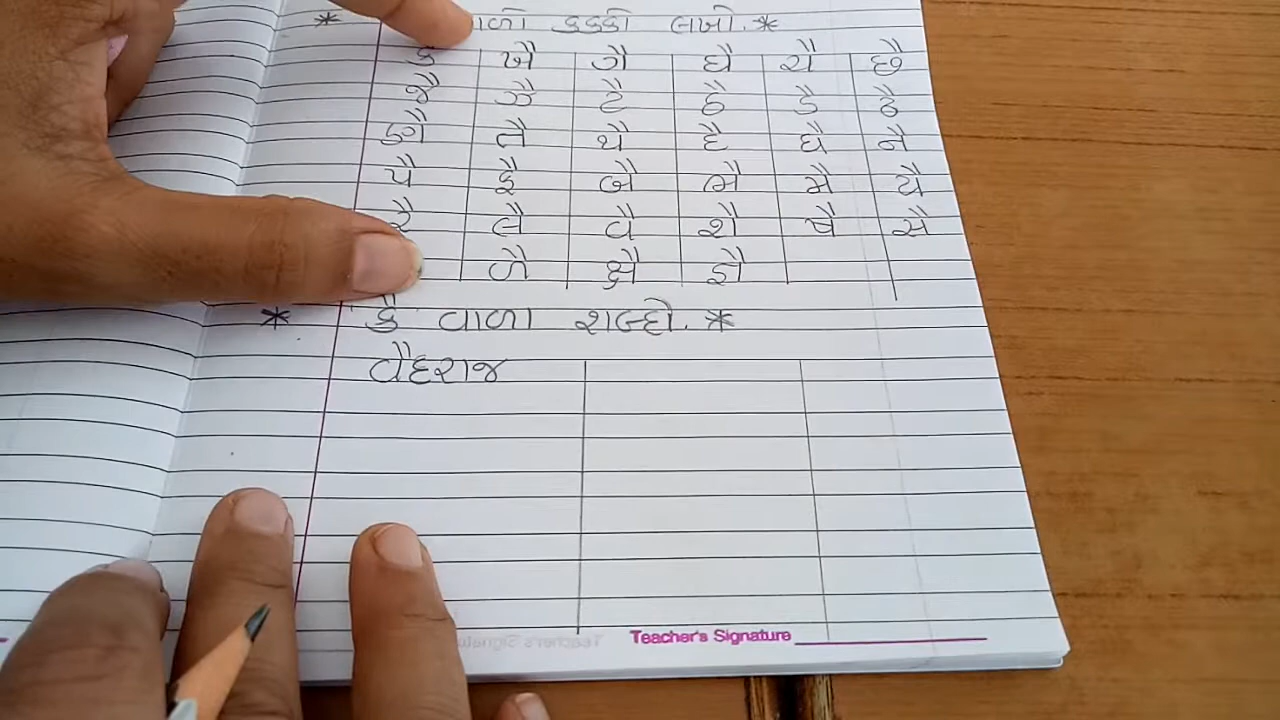 * વાળો કક્કો લખો. *
કૈ ખૈ ગૈ ઘૈ ચૈ છૈ
જૈ ઝૈ ટૈ ઠૈ ડૈ ઢૈ
ણૈ તૈ થૈ દૈ ધૈ નૈ
પૈ ફૈ બૈ ભૈ મૈ યૈ
રૈ લૈ વૈ શૈ ષૈ સૈ
ળૈ ક્ષૈ જ્ઞૈ
* કૈ વાળા શબ્દો. *
વૈદરાજ
Teacher's Signature